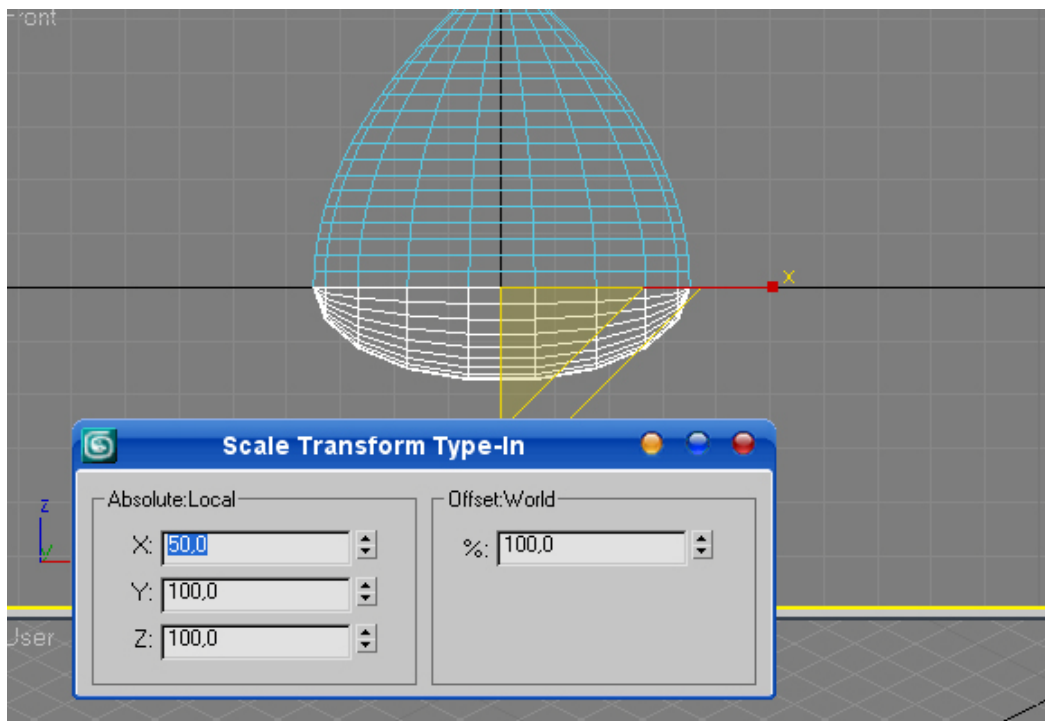 Front
x
Scale Transform Type-In
Absolute:Local
Offset:World
X: 50,0
%: 100,0
Y: 100,0
Z: 100,0
z
y
User